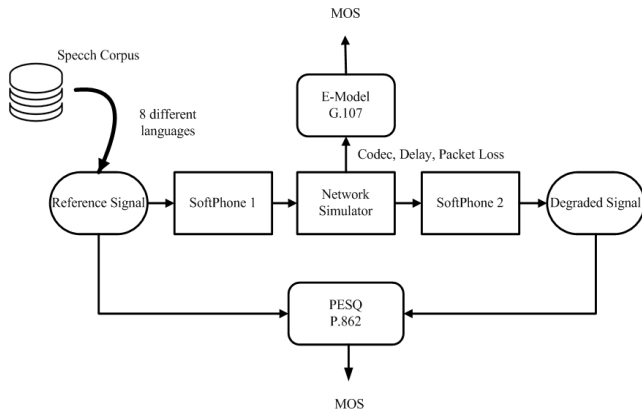 MOS
Specch Corpus
E-Model
G.107
8 different
languages
Codec, Delay, Packet Loss
Reference Signal
SoftPhone 1
Network
Simulator
SoftPhone 2
Degraded Signal
PESQ
P.862
MOS